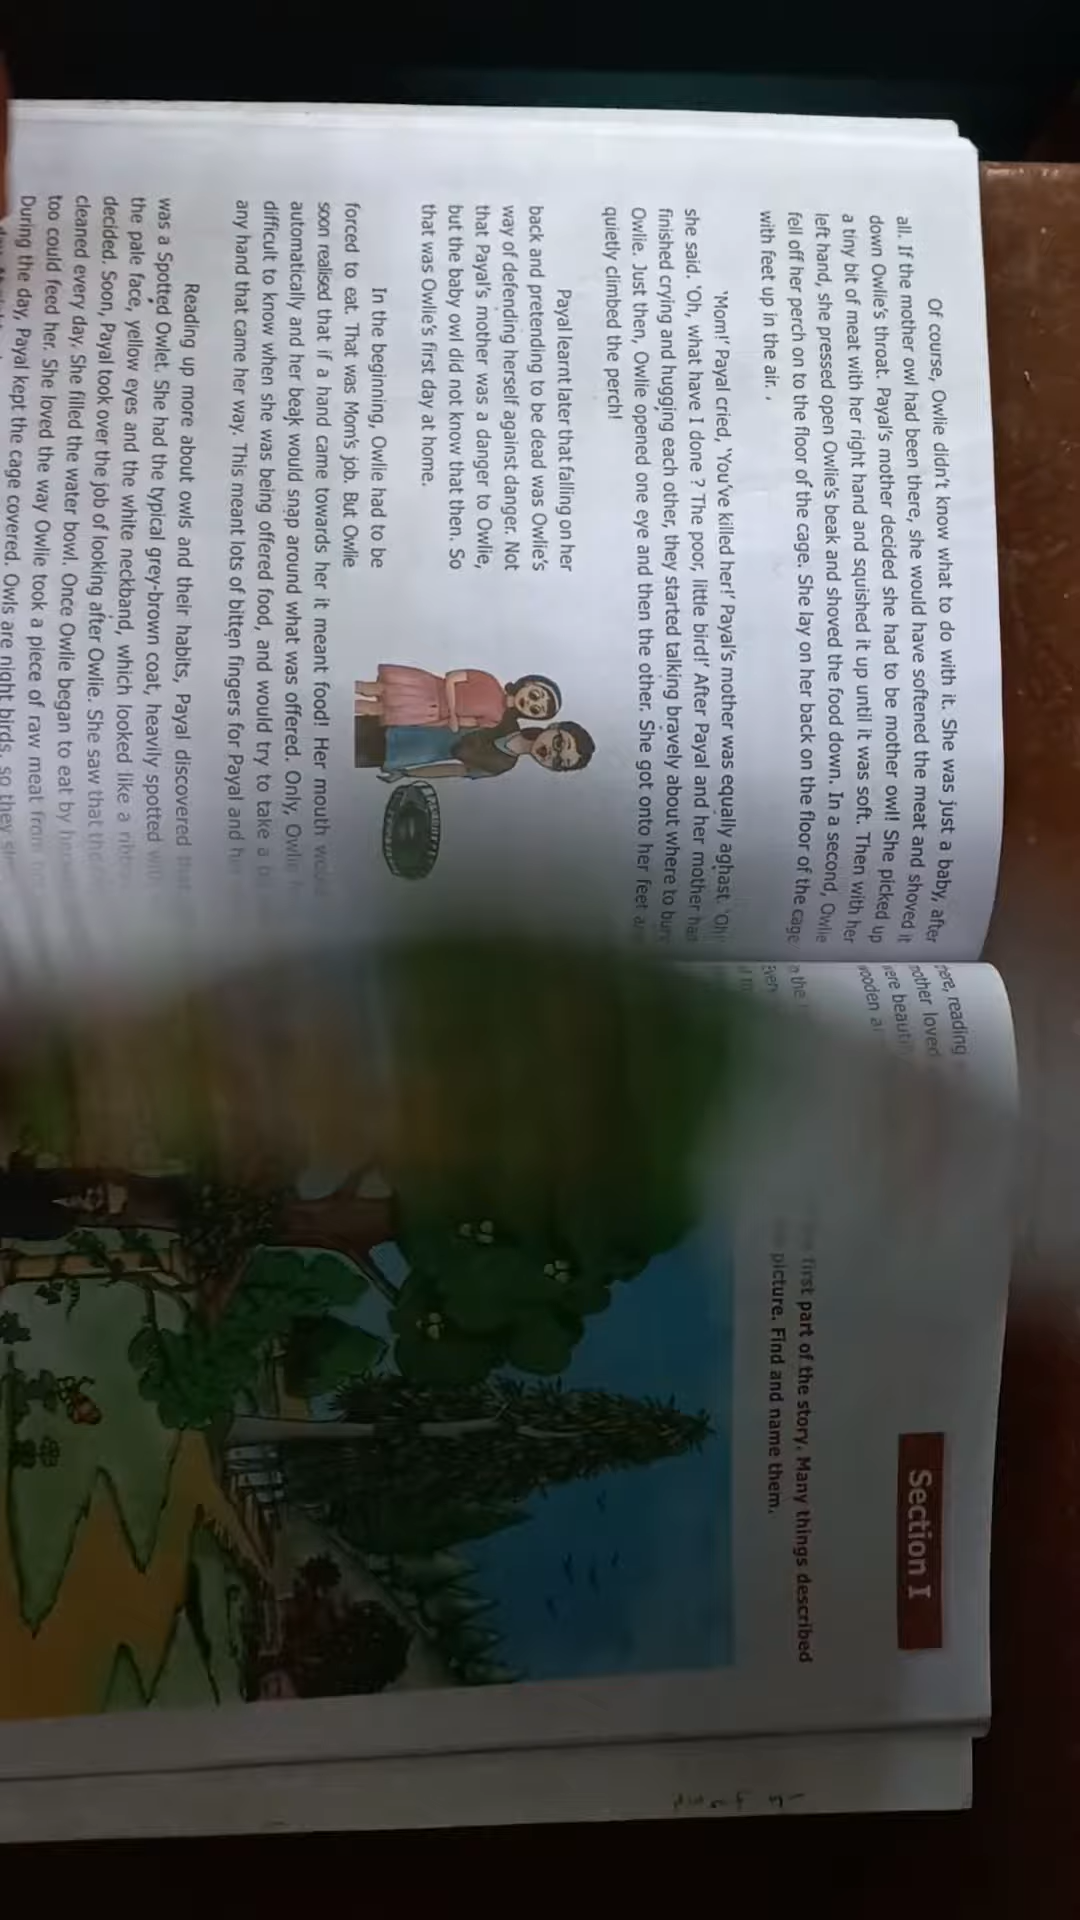 Of course, Owlie didn't know what to do with it. She was just a baby, after
all. If the mother owl had been there, she would have softened the meat and shoved it
down Owlie's throat. Payal's mother decided she had to be mother owl! She picked up
a tiny bit of meat with her right hand and squished it up until it was soft. Then with her
left hand, she pressed open Owlie's beak and shoved the food down. In a second, Owlie
fell off her perch on to the floor of the cage. She lay on her back on the floor of the cage
with feet up in the air.
'Mom!' Payal cried, 'You've killed her!' Payal's mother was equally aghast. 'Oh!'
she said. 'Oh, what have I done ? The poor, little bird!' After Payal and her mother had
finished crying and hugging each other, they started talking bravely about where to
Owlie. Just then, Owlie opened one eye and then the other. She got onto her feet
quietly climbed the perch!
Payal learnt later that falling on her
back and pretending to be dead was Owlie's
way of defending herself against danger. Not
that Payal's mother was a danger to Owlie,
but the baby owl did not know that then. So
that was Owlie's first day at home.
In the beginning, Owlie had to be
forced to eat. That was Mom's job. But Owlie
soon realised that if a hand came towards her it meant food! Her mouth would
automatically and her beak would snap around what was offered. Only, Owlie
difficult to know when she was being offered food, and would try to take a
any hand that came her way. This meant lots of bitten fingers for Payal and
Reading up more about owls and their habits, Payal discovered that
was a Spotted Owlet. She had the typical grey-brown coat, heavily spotted
the pale face, yellow eyes and the white neckband, which looked like a
decided. Soon, Payal took over the job of looking after Owlie. She saw that the
cleaned every day. She filled the water bowl. Once Owlie began to eat by
too could feed her. She loved the way Owlie took a piece of raw meat from
During the day, Payal kept the cage covered. Owls are night birds, so they
reading
loved
Section I
first part of the story. Many things described
picture. Find and name them.